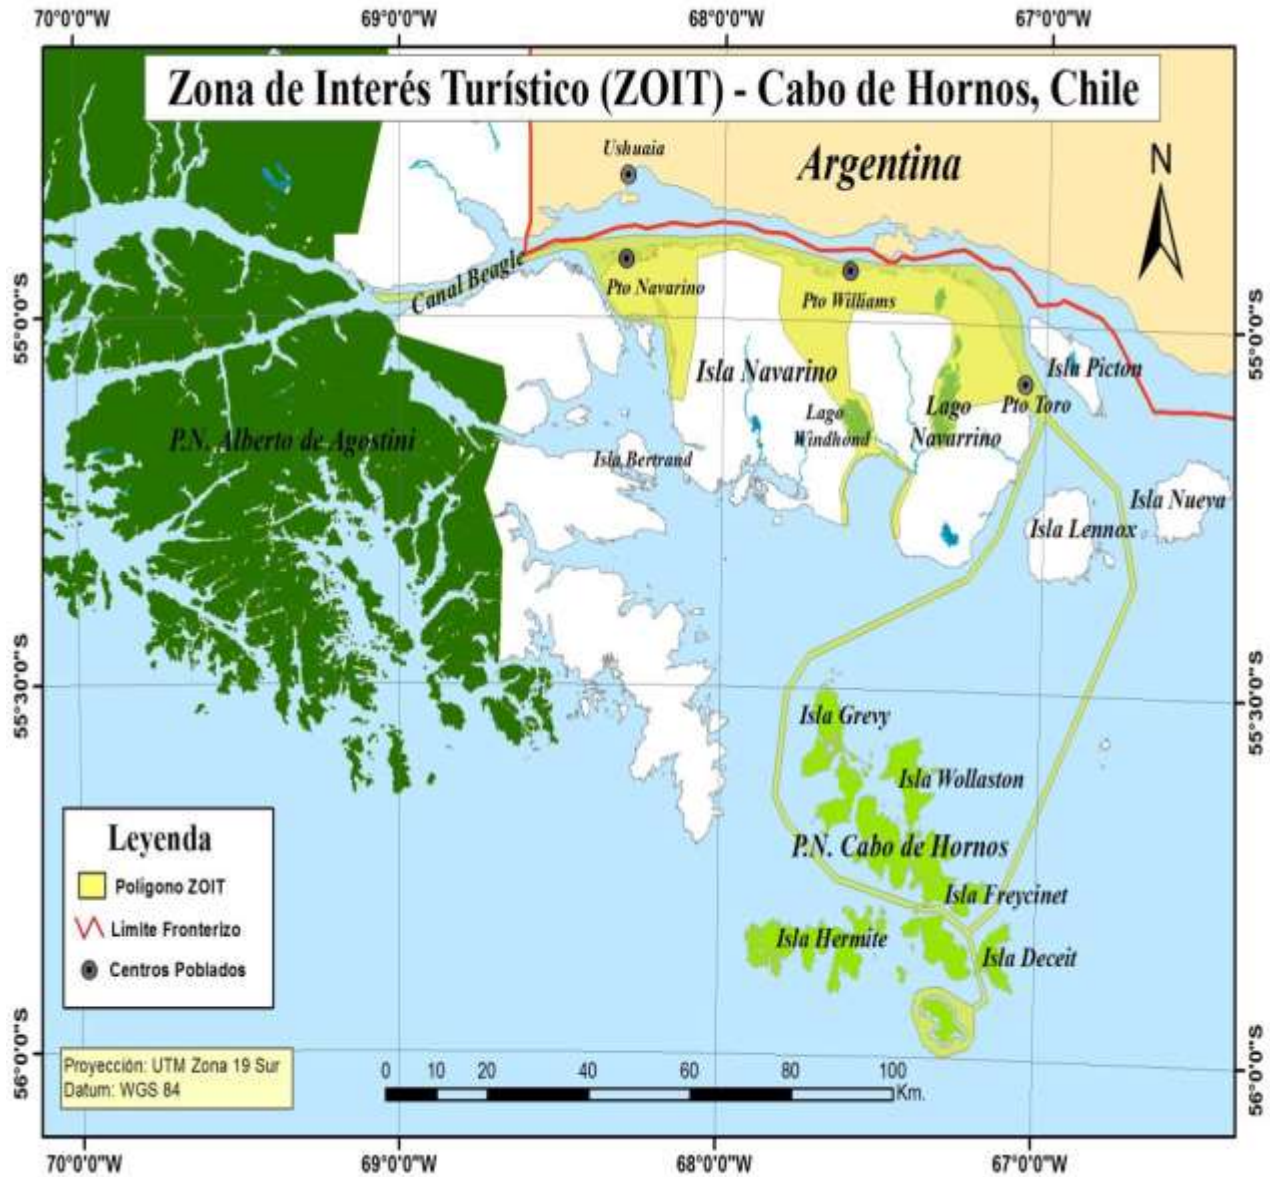 70°0'0"W 69°0'0"W 68°0'0"W 67°0'0"W
Zona de Interés Turístico (ZOIT) - Cabo de Hornos, Chile
Ushuaia
Argentina
N
Canal Beagle
Pto Navarino
Pto Williams
55°0'0"S
55°0'0"S
Isla Navarino
Isla Picton
Pto Toro
Lago
Windhond
Lago
Navarrino
P.N. Alberto de Agostini
Isla Bertrand
Isla Nueva
Isla Lennox
55°30'0"S
55°30'0"S
Isla Grevy
Isla Wollaston
P.N. Cabo de Hornos
Isla Freycinet
Isla Hermite
Isla Deceit
Leyenda
Polígono ZOIT
Limite Fronterizo
Centros Poblados
56°0'0"S
56°0'0"S
Proyección: UTM Zona 19 Sur
Datum: WGS 84
0 10 20 40 60 80 100
Km.
70°0'0"W 69°0'0"W 68°0'0"W 67°0'0"W